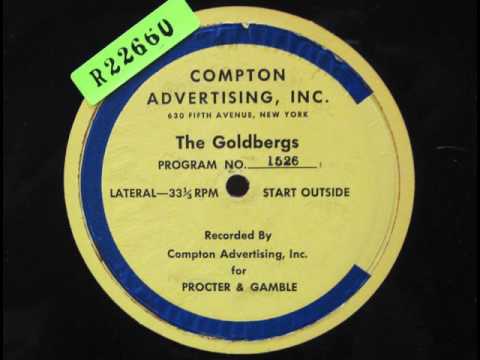 R22660
COMPTON
ADVERTISING, INC.
630 FIFTH AVENUE, NEW YORK
The Goldbergs
PROGRAM NO. 1526
LATERAL—33⅓ RPM START OUTSIDE
Recorded By
Compton Advertising, Inc.
for
PROCTER & GAMBLE